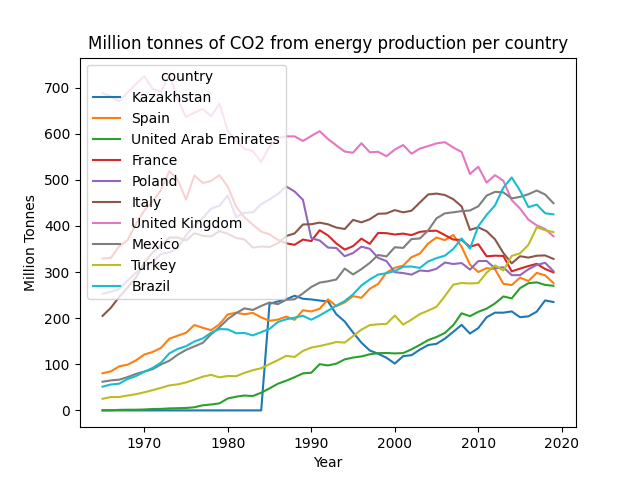 Million tonnes of CO2 from energy production per country
700
600
500
400
300
200
100
0
Million Tonnes
country
Kazakhstan
Spain
United Arab Emirates
France
Poland
Italy
United Kingdom
Mexico
Turkey
Brazil
1970
1980
1990
2000
2010
2020
Year